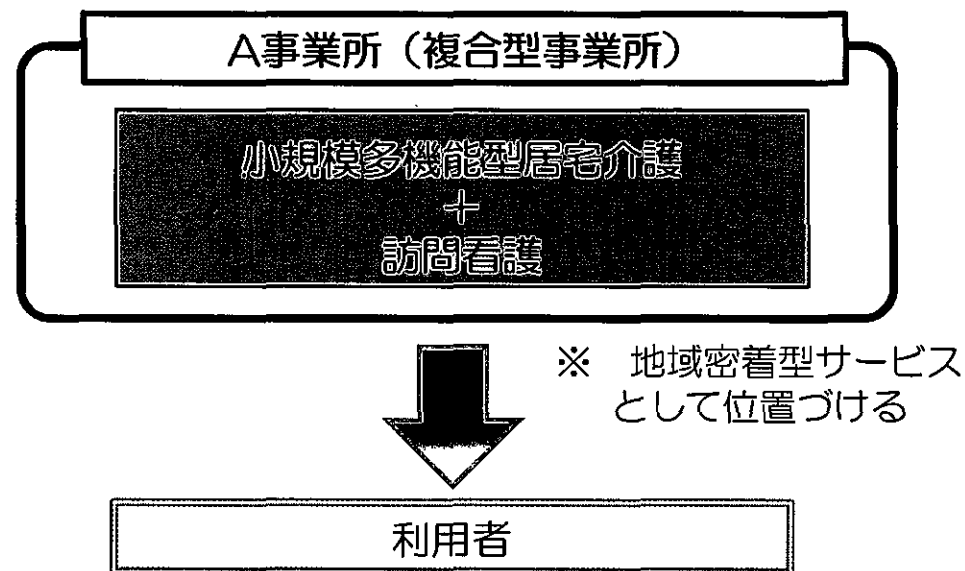 A事業所（複合型事業所）
小規模多機能型居宅介護
＋
訪問看護
※　地域密着型サービス
として位置づける
利用者